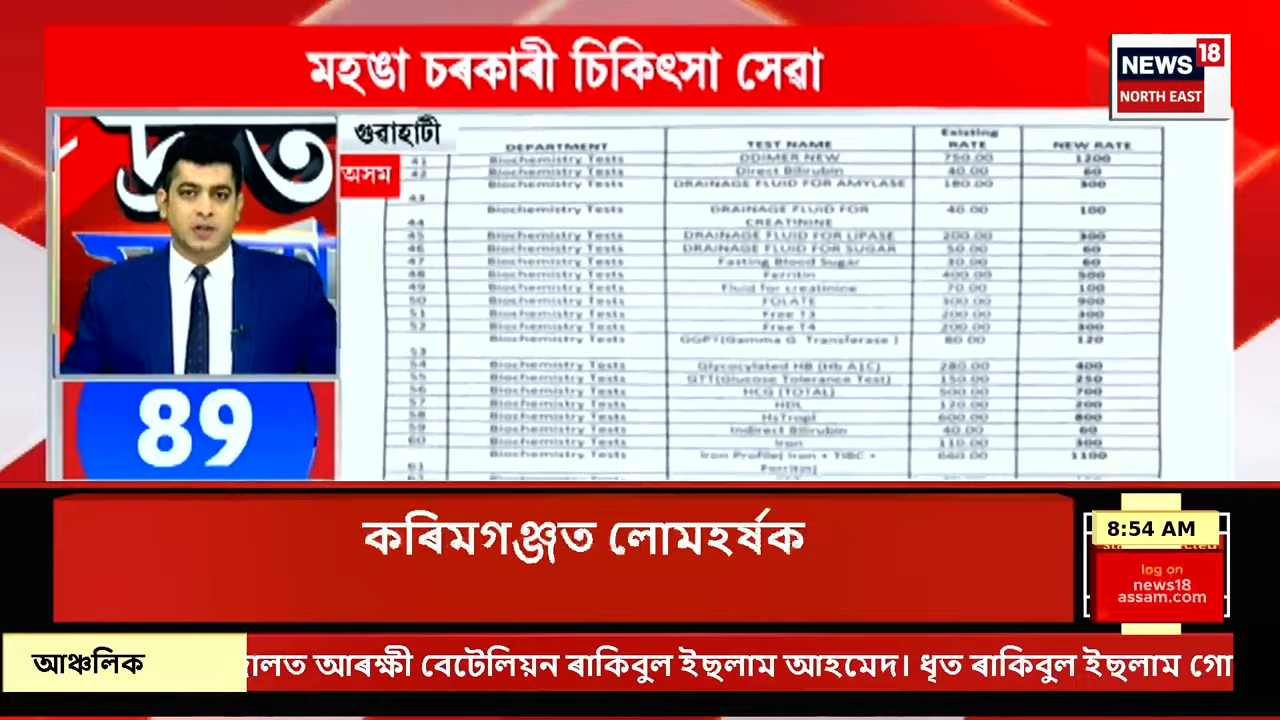 মহঙা চৰকাৰী চিকিৎসা সেৱা
NEWS 18
NORTH EAST
গুৱাহাটী
অসম
DEPARTMENT TEST NAME Existing RATE NEW RATE
41 Biochemistry Tests DDIMER NEW 750.00 1200
42 Biochemistry Tests Direct Bilirubin 40.00 60
43 Biochemistry Tests DRAINAGE FLUID FOR AMYLASE 180.00 300
44 Biochemistry Tests DRAINAGE FLUID FOR CREATININE 40.00 100
45 Biochemistry Tests DRAINAGE FLUID FOR LIPASE 200.00 300
46 Biochemistry Tests DRAINAGE FLUID FOR SUGAR 50.00 60
47 Biochemistry Tests Fasting Blood Sugar 30.00 60
48 Biochemistry Tests Ferritin 400.00 500
49 Biochemistry Tests Fluid for creatinine 70.00 100
50 Biochemistry Tests FOLATE 300.00 900
51 Biochemistry Tests Free T3 200.00 300
52 Biochemistry Tests Free T4 200.00 300
53 Biochemistry Tests GGPT(Gamma G. Transferase ) 80.00 120
54 Biochemistry Tests Glycocylated HB (Hb A1C) 280.00 400
55 Biochemistry Tests GTT(Glucose Tolerance Test) 150.00 250
56 Biochemistry Tests HCG (TOTAL) 500.00 700
57 Biochemistry Tests HDL 120.00 200
58 Biochemistry Tests HsTropI 600.00 800
59 Biochemistry Tests Indirect Bilirubin 40.00 60
60 Biochemistry Tests Iron 110.00 300
61 Biochemistry Tests Iron Profile( Iron + TIBC + Ferritin) 660.00 1100
89
কৰিমগঞ্জত লোমহৰ্ষক
8:54 AM
log on
news18
assam.com
আঞ্চলিক
আৰক্ষী বেটেলিয়ন ৰাকিবুল ইছলাম আহমেদ। ধৃত ৰাকিবুল ইছলাম গো